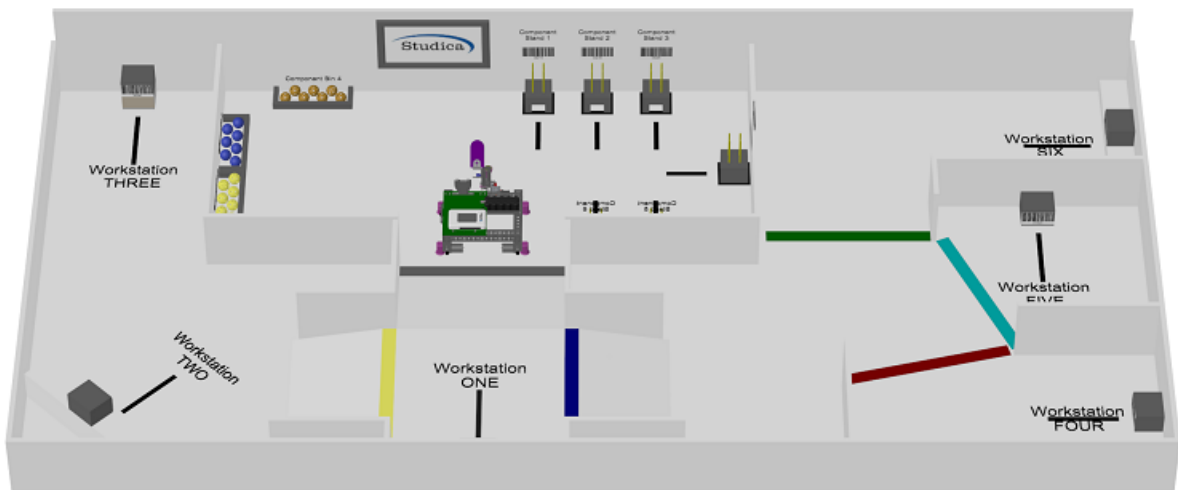 Studica
Component
Stand 1
Component
Stand 2
Component
Stand 3
Component Bin 4
Workstation
THREE
Workstation
SIX
Workstation
FIVE
Workstation
TWO
Workstation
ONE
Workstation
FOUR